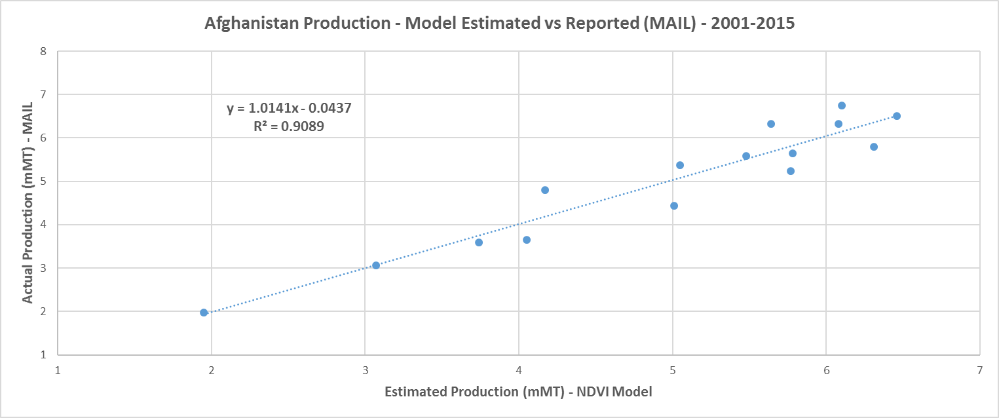 Afghanistan Production - Model Estimated vs Reported (MAIL) - 2001-2015
8
7
6
5
4
3
2
1
Actual Production (mMT) - MAIL
y = 1.0141x - 0.0437
R² = 0.9089
1 2 3 4 5 6 7
Estimated Production (mMT) - NDVI Model